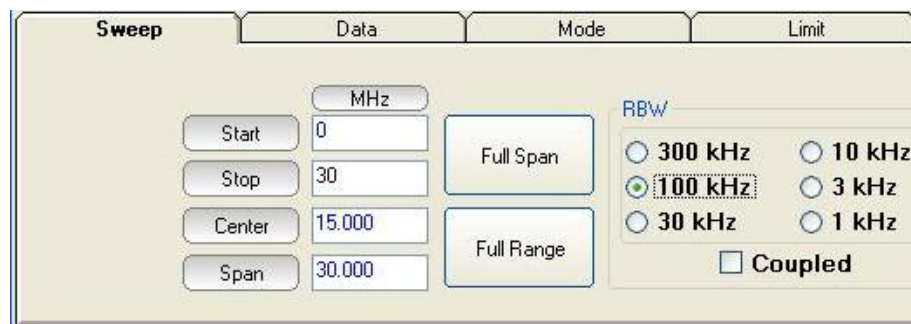 Sweep Data Mode Limit
MHz
Start 0
Stop 30
Center 15.000
Span 30.000
Full Span
Full Range
RBW
300 kHz 10 kHz
100 kHz 3 kHz
30 kHz 1 kHz
Coupled